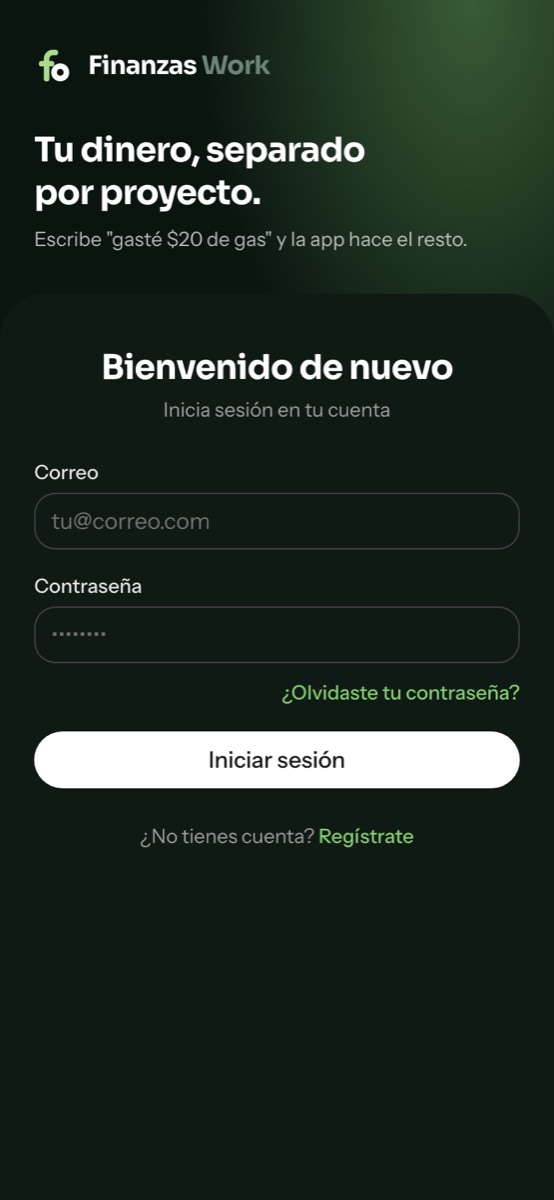 fo Finanzas Work
Tu dinero, separado
por proyecto.
Escribe "gasté $20 de gas" y la app hace el resto.
Bienvenido de nuevo
Inicia sesión en tu cuenta
Correo
tu@correo.com
Contraseña
••••••••
¿Olvidaste tu contraseña?
Iniciar sesión
¿No tienes cuenta? Regístrate